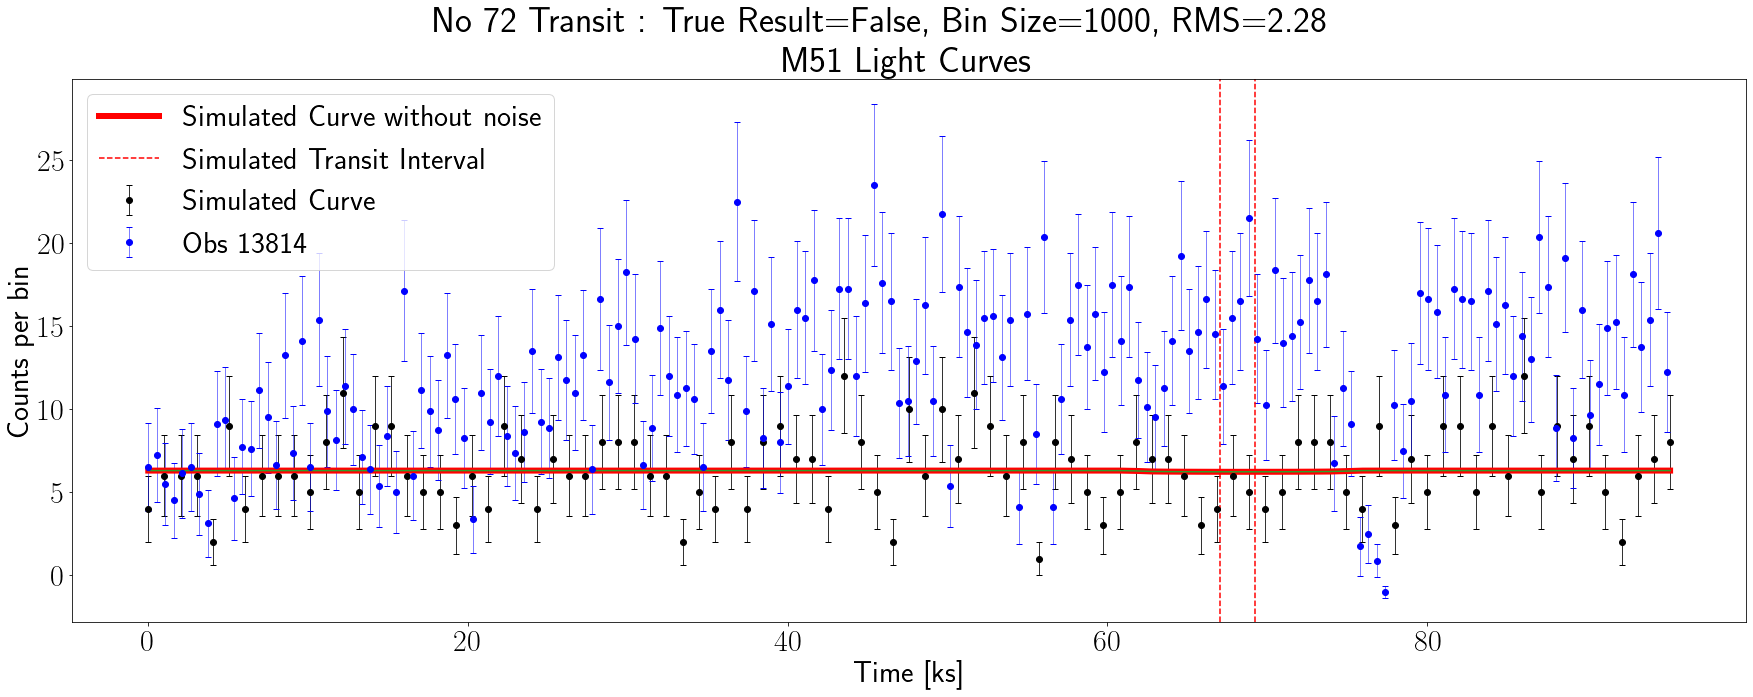 No 72 Transit : True Result=False, Bin Size=1000, RMS=2.28
M51 Light Curves
Simulated Curve without noise
Simulated Transit Interval
Simulated Curve
Obs 13814
Counts per bin
25
20
15
10
5
0
0 20 40 60 80
Time [ks]